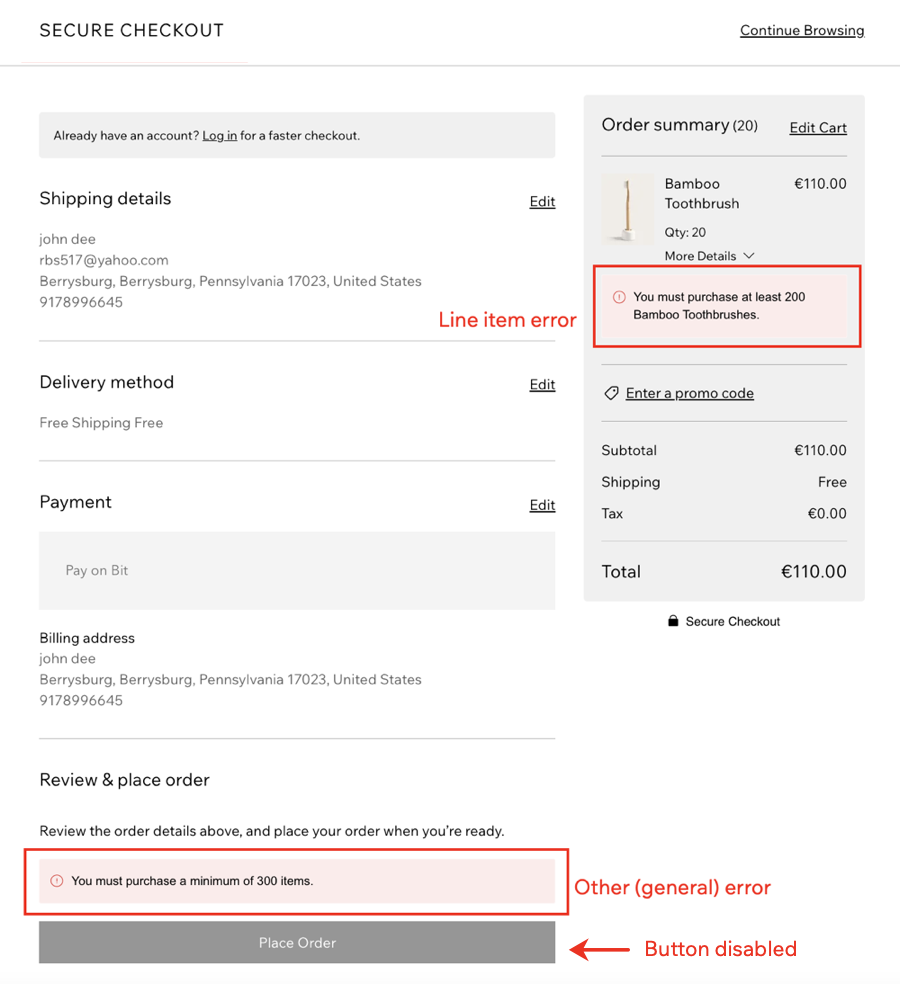 SECURE CHECKOUT
Continue Browsing
Already have an account? Log in for a faster checkout.
Shipping details
Edit
john dee
rbs517@yahoo.com
Berrysburg, Berrysburg, Pennsylvania 17023, United States
9178996645
Delivery method
Edit
Free Shipping Free
Payment
Edit
Pay on Bit
Billing address
john dee
Berrysburg, Berrysburg, Pennsylvania 17023, United States
9178996645
Review & place order
Review the order details above, and place your order when you’re ready.
You must purchase a minimum of 300 items.
Other (general) error
Place Order
Button disabled
Order summary (20)
Edit Cart
Bamboo
Toothbrush
€110.00
Qty: 20
More Details
You must purchase at least 200
Bamboo Toothbrushes.
Line item error
Enter a promo code
Subtotal €110.00
Shipping Free
Tax €0.00
Total €110.00
Secure Checkout